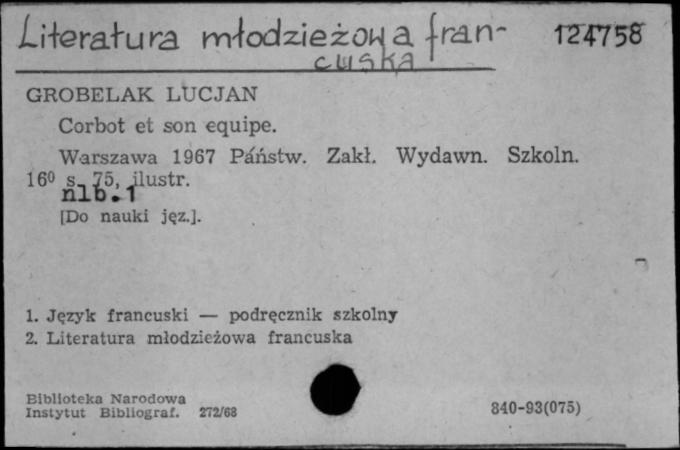 Literatura młodzieżowa fran- 124758
cuska
GROBELAK LUCJAN
Corbot et son equipe.
Warszawa 1967 Państw. Zakł. Wydawn. Szkoln.
16⁰ s. 75, ilustr.
nlb.1
[Do nauki jęz.].
1. Język francuski — podręcznik szkolny
2. Literatura młodzieżowa francuska
Biblioteka Narodowa
Instytut Bibliograf. 272/68
840-93(075)